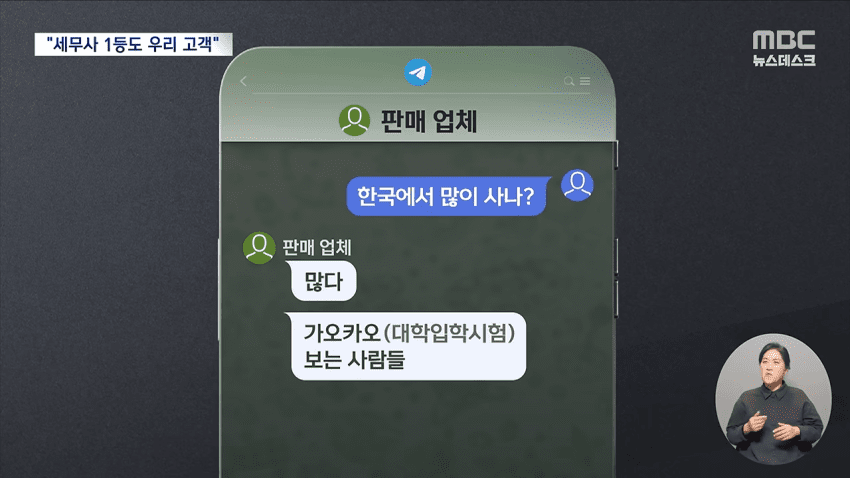 "세무사 1등도 우리 고객"
MBC
뉴스데스크
판매 업체
한국에서 많이 사나?
판매 업체
많다
가오카오(대학입학시험)
보는 사람들